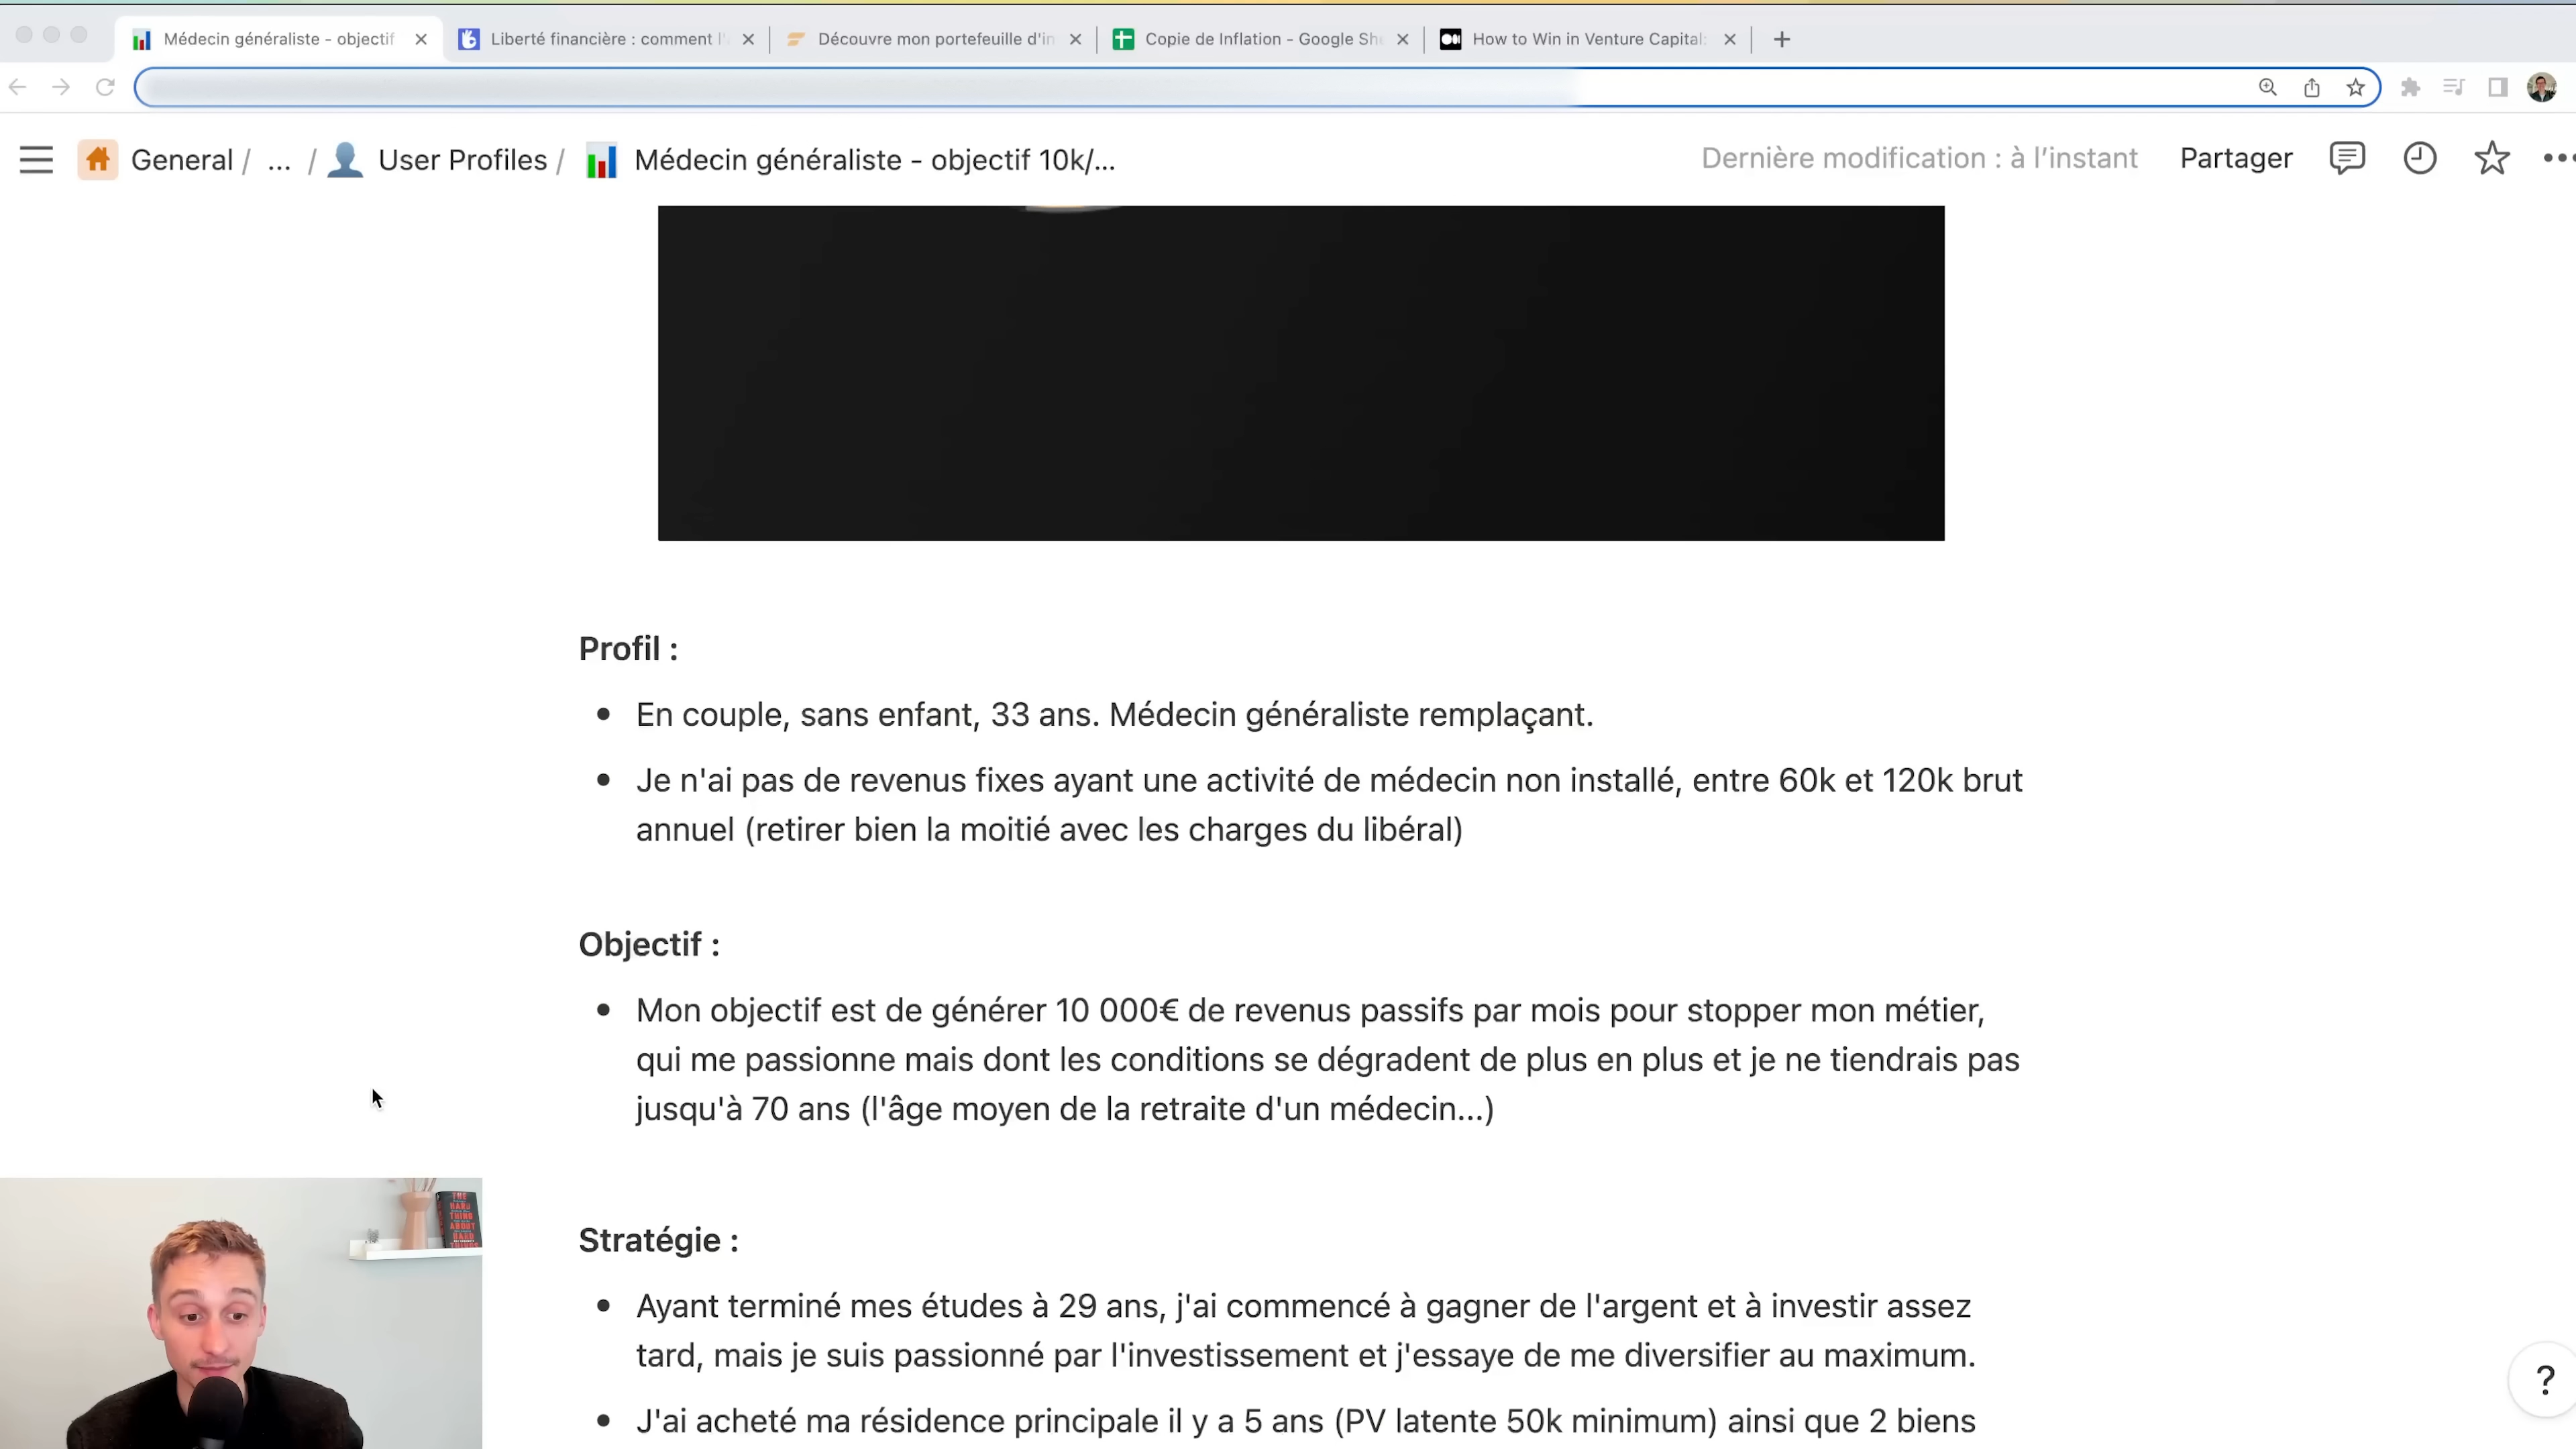 Médecin généraliste - objectif
Liberté financière : comment l'a
Découvre mon portefeuille d'in
Copie de Inflation - Google She
How to Win in Venture Capital:
General / ... / User Profiles / Médecin généraliste - objectif 10k/...
Dernière modification : à l'instant Partager
Profil :
• En couple, sans enfant, 33 ans. Médecin généraliste remplaçant.
• Je n'ai pas de revenus fixes ayant une activité de médecin non installé, entre 60k et 120k brut
annuel (retirer bien la moitié avec les charges du libéral)
Objectif :
• Mon objectif est de générer 10 000€ de revenus passifs par mois pour stopper mon métier,
qui me passionne mais dont les conditions se dégradent de plus en plus et je ne tiendrais pas
jusqu'à 70 ans (l'âge moyen de la retraite d'un médecin...)
THE
HARD
THING
ABOUT
HARD
THINGS
Stratégie :
• Ayant terminé mes études à 29 ans, j'ai commencé à gagner de l'argent et à investir assez
tard, mais je suis passionné par l'investissement et j'essaye de me diversifier au maximum.
• J'ai acheté ma résidence principale il y a 5 ans (PV latente 50k minimum) ainsi que 2 biens
?